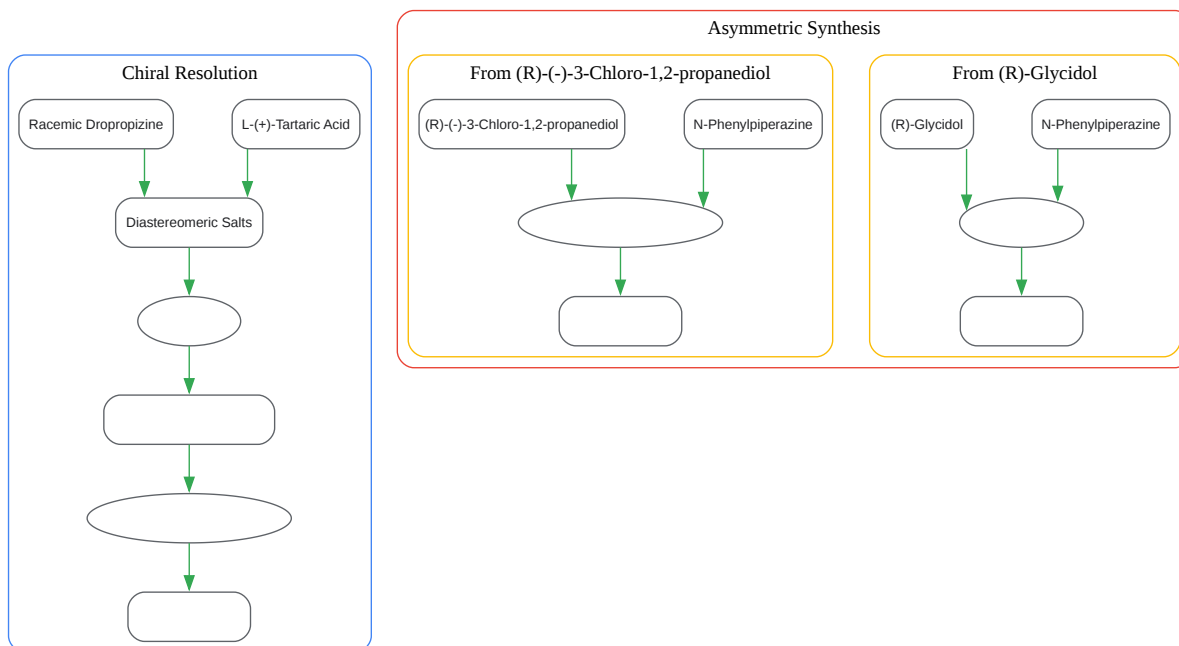 Asymmetric Synthesis
Chiral Resolution
From (R)-(-)-3-Chloro-1,2-propanediol
From (R)-Glycidol
Racemic Dropropizine
L-(+)-Tartaric Acid
(R)-(-)-3-Chloro-1,2-propanediol
N-Phenylpiperazine
(R)-Glycidol
N-Phenylpiperazine
Diastereomeric Salts